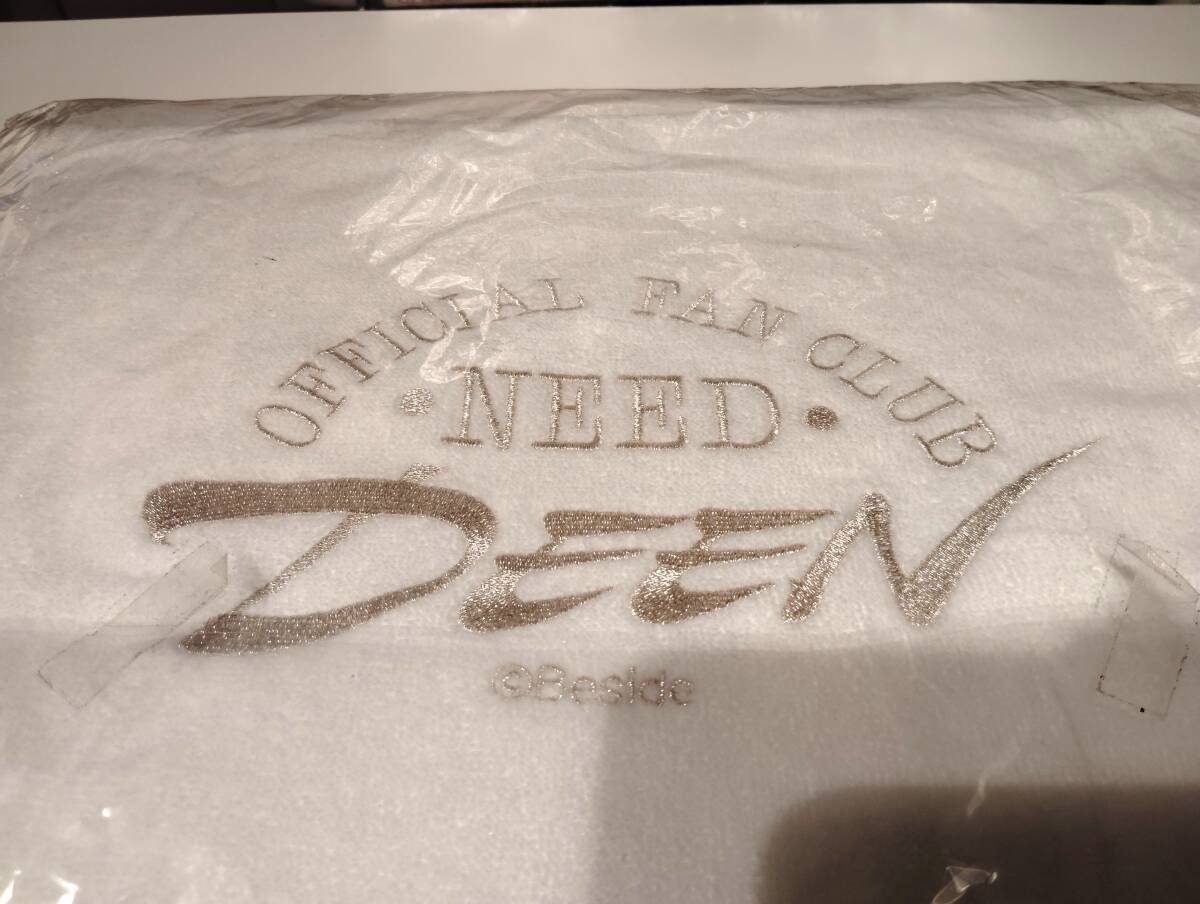 OFFICIAL FAN CLUB
•NEED•
DEEN
©Beside